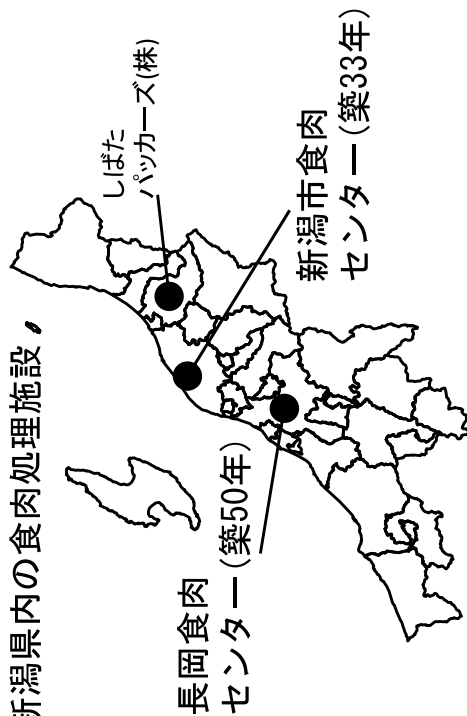 新潟県内の食肉処理施設
しばた
パッカーズ(株)
新潟市食肉
センター(築33年)
長岡食肉
センター(築50年)